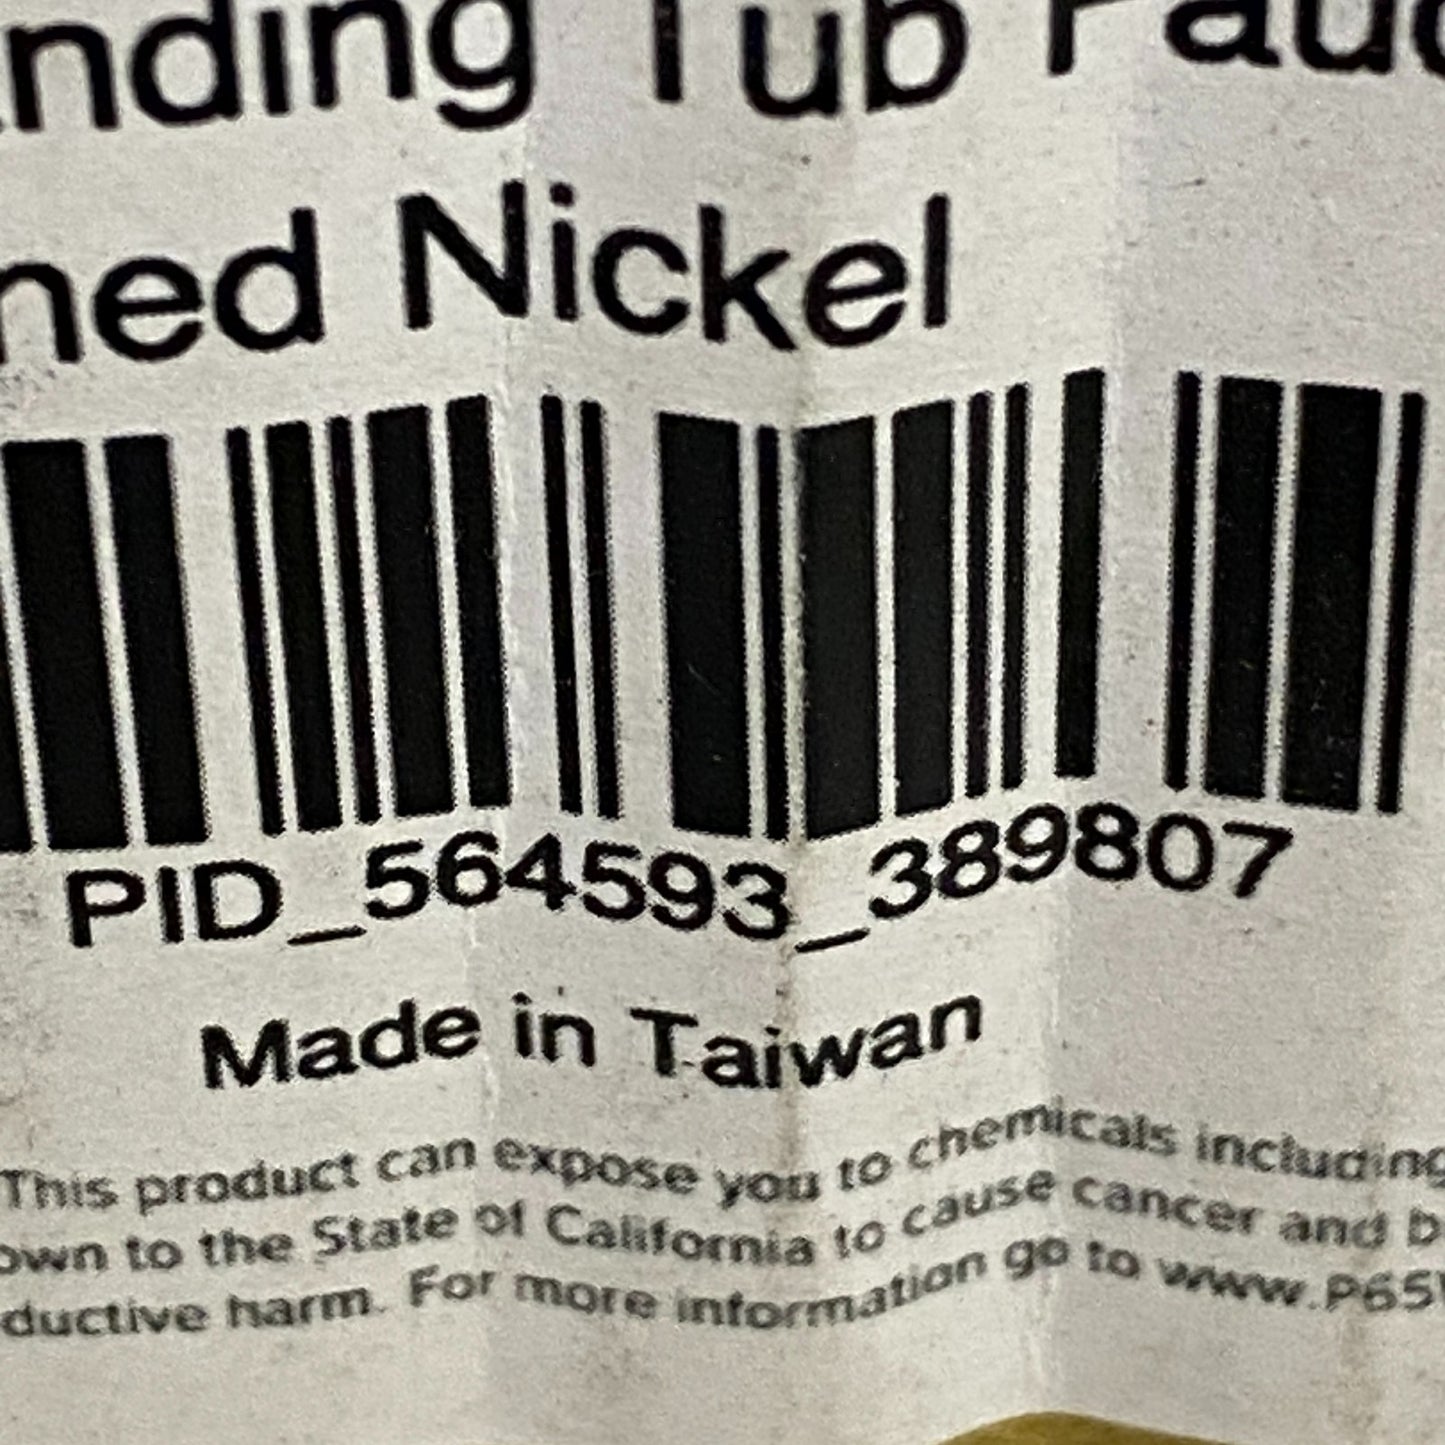 nding Tub Fauc
ned Nickel
PID_564593_389807
Made in Taiwan
This product can expose you to chemicals including
own to the State of California to cause cancer and b
ductive harm. For more information go to www.P65